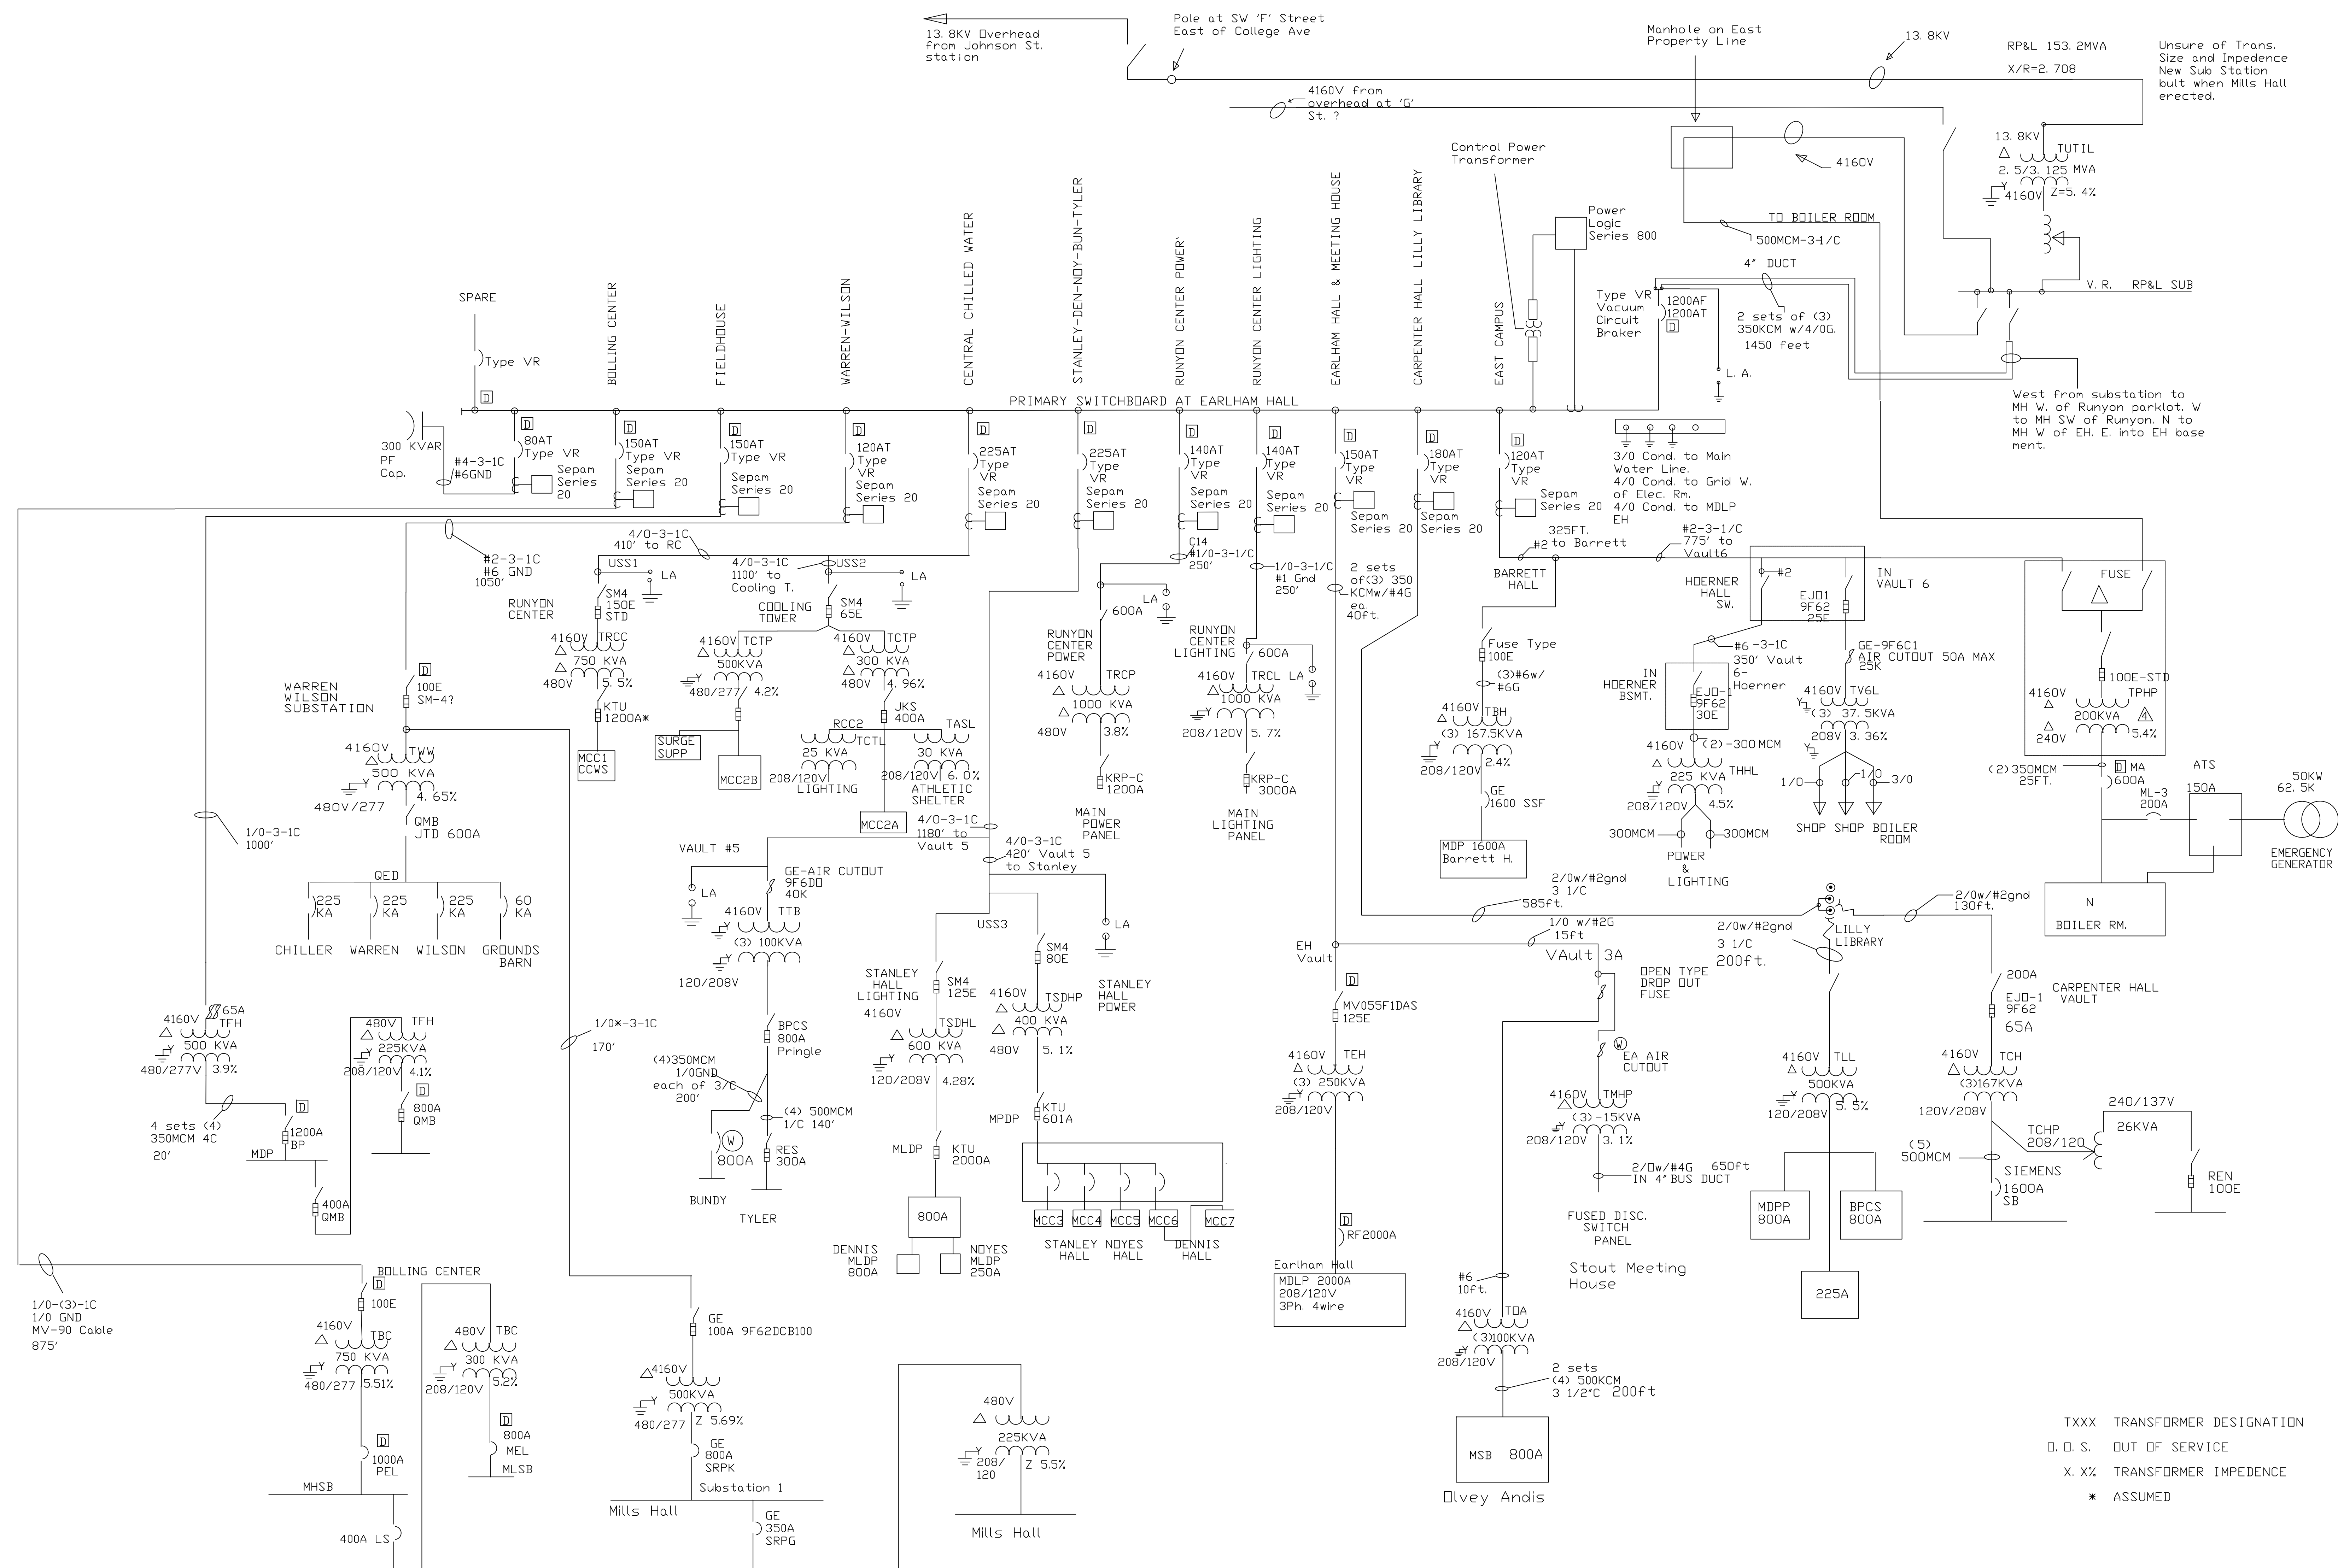 13.8KV Overhead
from Johnson St.
station
Pole at SW 'F' Street
East of College Ave
Manhole on East
Property Line
13.8KV
RP&L 153.2MVA
X/R=2.708
Unsure of Trans.
Size and Impedence
New Sub Station
bult when Mills Hall
erected.
4160V from
overhead at 'G'
St. ?
Control Power
Transformer
4160V
13.8KV
TUTIL
2.5/3.125 MVA
Y
4160V
Z=5.4%
Power
Logic
Series 800
TO BOILER ROOM
500MCM-3-1/C
4" DUCT
Type VR
Vacuum
Circuit
Braker
1200AF
1200AT
D
2 sets of (3)
350KCM w/4/0G.
1450 feet
V.R.
RP&L SUB
L.A.
West from substation to
MH W. of Runyon parklot. W
to MH SW of Runyon. N to
MH W of EH. E. into EH base
ment.
SPARE
Type VR
D
BOLLING CENTER
FIELDHOUSE
WARREN-WILSON
CENTRAL CHILLED WATER
STANLEY-DEN-NOY-BUN-TYLER
RUNYON CENTER POWER`
RUNYON CENTER LIGHTING
EARLHAM HALL & MEETING HOUSE
CARPENTER HALL LILLY LIBRARY
EAST CAMPUS
PRIMARY SWITCHBOARD AT EARLHAM HALL
300 KVAR
PF
Cap.
#4-3-1C
#6GND
D
80AT
Type VR
Sepam
Series
20
D
150AT
Type VR
Sepam
Series 20
D
150AT
Type VR
Sepam
Series 20
D
120AT
Type
VR
Sepam
Series 20
D
225AT
Type
VR
Sepam
Series 20
D
225AT
Type
VR
Sepam
Series 20
D
140AT
Type
VR
Sepam
Series 20
D
140AT
Type
VR
Sepam
Series 20
D
150AT
Type
VR
Sepam
Series 20
D
180AT
Type
VR
Sepam
Series 20
D
120AT
Type
VR
Sepam
Series 20
3/0 Cond. to Main
Water Line.
4/0 Cond. to Grid W.
of Elec. Rm.
4/0 Cond. to MDLP
EH
#2-3-1C
#6 GND
1050'
4/0-3-1C
410' to RC
USS1
LA
SM4
150E
STD
RUNYON
CENTER
4160V TRCC
750 KVA
480V
5.5%
KTU
1200A*
MCC1
CCWS
4/0-3-1C
1100' to
Cooling T.
USS2
LA
SM4
65E
COOLING
TOWER
4160V TCTP
500KVA
Y
480/277
4.2%
SURGE
SUPP
MCC2B
4160V TCTP
300 KVA
480V
4.96%
JKS
400A
RCC2
TCTL
25 KVA
208/120V
LIGHTING
TASL
30 KVA
208/120V
6.0%
ATHLETIC
SHELTER
MCC2A
C14
#1/0-3-1/C
250'
600A
LA
RUNYON
CENTER
POWER
4160V
TRCP
1000 KVA
480V
3.8%
KRP-C
1200A
MAIN
POWER
PANEL
1/0-3-1/C
#1 Gnd
250'
RUNYON
CENTER
LIGHTING
600A
4160V TRCL
LA
1000 KVA
Y
208/120V
5.7%
KRP-C
3000A
MAIN
LIGHTING
PANEL
2 sets
of(3) 350
KCMw/#4G
ea.
40ft.
325FT.
#2 to Barrett
#2-3-1/C
775' to
Vault6
BARRETT
HALL
Fuse Type
100E
(3)#6w/
#6G
4160V
TBH
(3) 167.5KVA
Y
208/120V
2.4%
GE
1600 SSF
MDP 1600A
Barrett H.
HOERNER
HALL
SW.
#2
EJO1
9F62
25E
IN
VAULT 6
#6 -3-1C
350' Vault
6-
Hoerner
IN
HOERNER
BSMT.
EJO-1
9F62
30E
(2)-300MCM
4160V
THHL
225 KVA
Y
208/120V
4.5%
300MCM
300MCM
POWER
&
LIGHTING
GE-9F6C1
AIR CUTOUT 50A MAX
25K
4160V TV6L
Y
(3) 37.5KVA
208V
3.36%
Y
1/0
1/0
3/0
SHOP SHOP BOILER
ROOM
FUSE
100E-STD
4160V
TPHP
200KVA
4
240V
5.4%
(2)350MCM
25FT.
D MA
600A
ML-3
200A
ATS
150A
50KW
62.5K
EMERGENCY
GENERATOR
N
BOILER RM.
WARREN
WILSON
SUBSTATION
D
100E
SM-4?
4160V TWW
500 KVA
Y
480V/277
4.65%
QMB
JTD 600A
QED
225
KA
225
KA
225
KA
60
KA
CHILLER
WARREN
WILSON
GROUNDS
BARN
1/0-3-1C
1000'
65A
4160V
TFH
500 KVA
Y
480/277V
3.9%
480V
TFH
225KVA
Y
208/120V
4.1%
D
800A
QMB
4 sets (4)
350MCM 4C
20'
D
1200A
BP
MDP
400A
QMB
4/0-3-1C
1180' to
Vault 5
4/0-3-1C
420' Vault 5
to Stanley
VAULT #5
LA
GE-AIR CUTOUT
9F6D0
40K
4160V
TTB
Y
(3) 100KVA
Y
120/208V
BPCS
800A
Pringle
1/0*-3-1C
170'
(4)350MCM
1/0GND
each of 3/C
200'
(4) 500MCM
1/C 140'
W
800A
RES
300A
BUNDY
TYLER
USS3
LA
STANLEY
HALL
LIGHTING
SM4
125E
4160V
TSDHL
600 KVA
Y
120/208V
4.28%
MLDP
KTU
2000A
800A
DENNIS
MLDP
800A
NOYES
MLDP
250A
SM4
80E
STANLEY
HALL
POWER
4160V
TSDHP
400 KVA
480V
5.1%
MPDP
KTU
601A
MCC3
MCC4
MCC5
MCC6
MCC7
STANLEY
HALL
NOYES
HALL
DENNIS
HALL
EH
Vault
D
MV055F1DAS
125E
4160V
TEH
(3) 250KVA
Y
208/120V
D
RF2000A
Earlham Hall
MDLP 2000A
208/120V
3Ph. 4wire
2/0w/#2gnd
3 1/C
585ft.
1/0 w/#2G
15ft
VAult 3A
OPEN TYPE
DROP OUT
FUSE
W
EA AIR
CUTOUT
4160V
TMHP
(3)-15KVA
Y
208/120V
3.1%
2/0w/#4G 650ft
IN 4"BUS DUCT
FUSED DISC.
SWITCH
PANEL
Stout Meeting
House
#6
10ft.
4160V
TOA
(3)100KVA
Y
208/120V
2 sets
(4) 500KCM
3 1/2"C 200ft
MSB 800A
Olvey Andis
2/0w/#2gnd
3 1/C
200ft.
LILLY
LIBRARY
2/0w/#2gnd
130ft.
4160V TLL
500KVA
Y
120/208V
5.5%
MDPP
800A
BPCS
800A
225A
200A
EJO-1
9F62
65A
CARPENTER HALL
VAULT
4160V
TCH
(3)167KVA
120V/208V
(5)
500MCM
TCHP
208/120
240/137V
26KVA
SIEMENS
1600A
SB
REN
100E
1/0-(3)-1C
1/0 GND
MV-90 Cable
875'
BOLLING CENTER
D
100E
4160V
TBC
750 KVA
Y
480/277
5.51%
D
1000A
PEL
MHSB
400A LS
480V TBC
300 KVA
Y
208/120V
5.2%
D
800A
MEL
MLSB
GE
100A 9F62DCB100
4160V
500KVA
Y
480/277
Z 5.69%
GE
800A
SRPK
Substation 1
Mills Hall
GE
350A
SRPG
480V
225KVA
Y
208/
120
Z 5.5%
Mills Hall
TXXX TRANSFORMER DESIGNATION
O.O.S. OUT OF SERVICE
X.X% TRANSFORMER IMPEDENCE
* ASSUMED